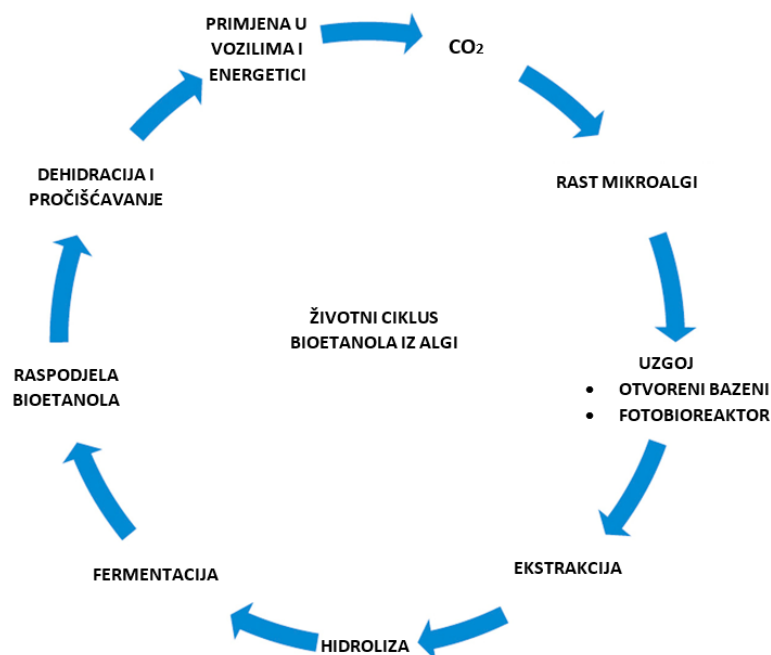 PRIMJENA U
VOZILIMA I
ENERGETICI
CO₂
RAST MIKROALGI
UZGOJ
• OTVORENI BAZENI
• FOTOBIOREAKTOR
EKSTRAKCIJA
HIDROLIZA
FERMENTACIJA
RASPODJELA
BIOETANOLA
DEHIDRACIJA I
PROČIŠĆAVANJE
ŽIVOTNI CIKLUS
BIOETANOLA IZ ALGI